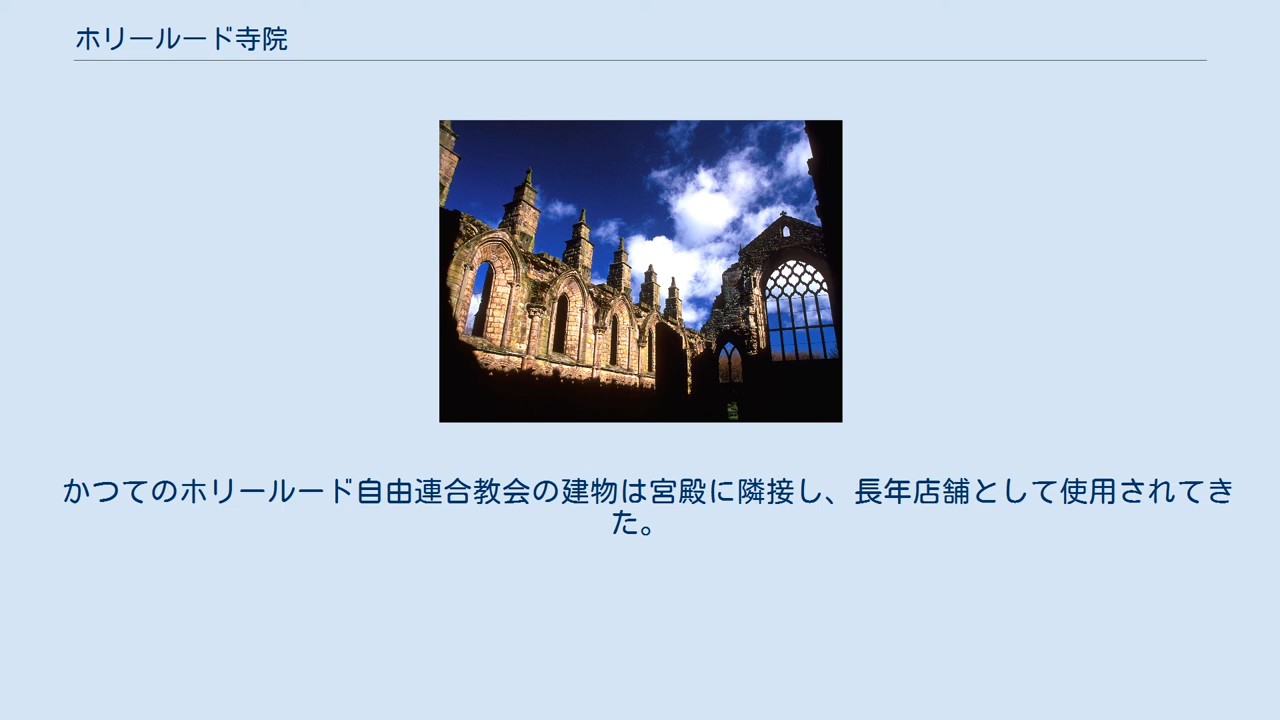 ホリールード寺院
かつてのホリールード自由連合教会の建物は宮殿に隣接し、長年店舗として使用されてき
た。